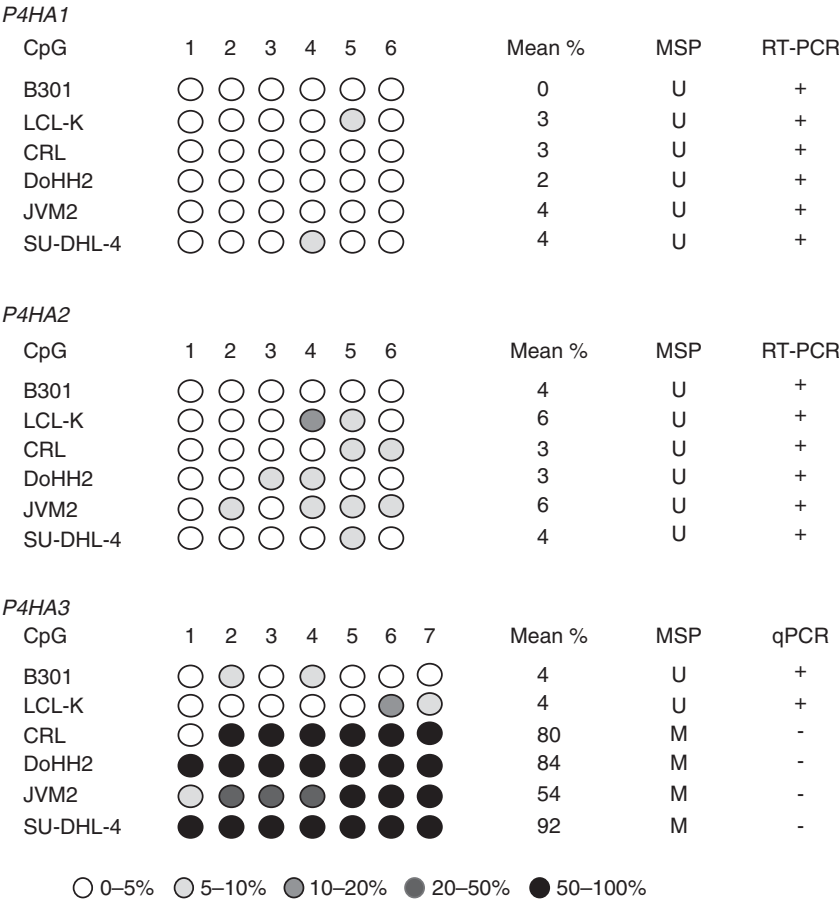 P4HA1
CpG 1 2 3 4 5 6 Mean % MSP RT-PCR
B301 0 U +
LCL-K 3 U +
CRL 3 U +
DoHH2 2 U +
JVM2 4 U +
SU-DHL-4 4 U +
P4HA2
CpG 1 2 3 4 5 6 Mean % MSP RT-PCR
B301 4 U +
LCL-K 6 U +
CRL 3 U +
DoHH2 3 U +
JVM2 6 U +
SU-DHL-4 4 U +
P4HA3
CpG 1 2 3 4 5 6 7 Mean % MSP qPCR
B301 4 U +
LCL-K 4 U +
CRL 80 M -
DoHH2 84 M -
JVM2 54 M -
SU-DHL-4 92 M -
0–5% 5–10% 10–20% 20–50% 50–100%